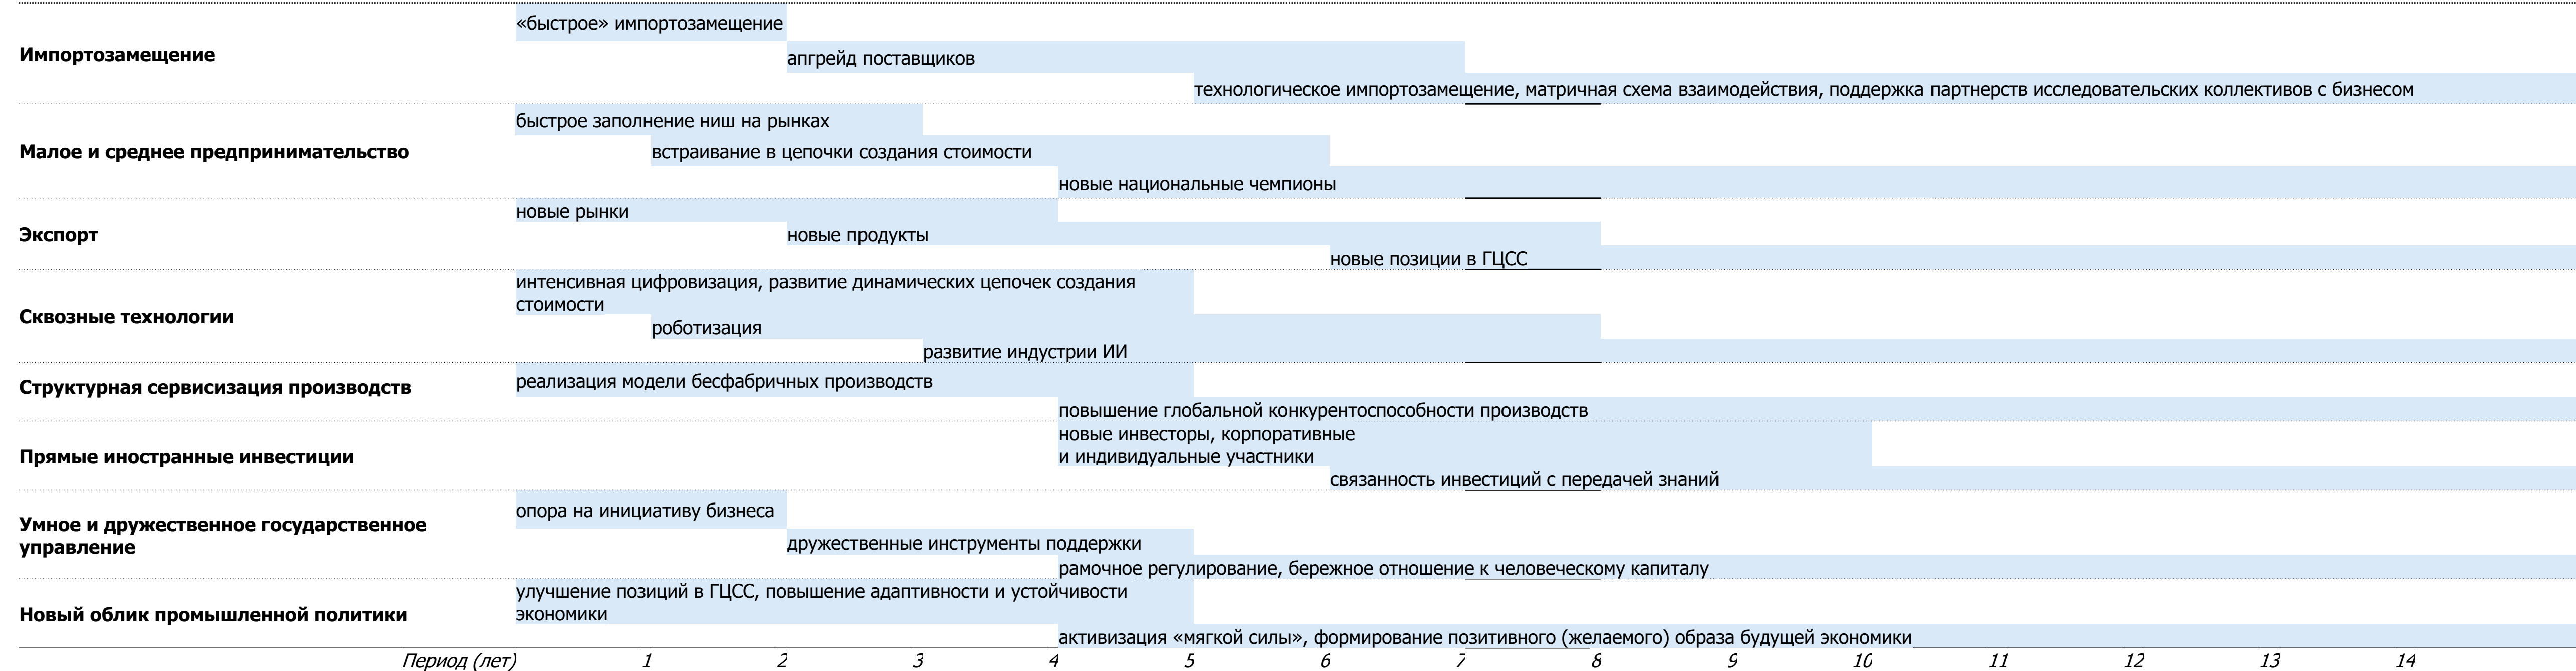 «быстрое» импортозамещение
Импортозамещение
апгрейд поставщиков
технологическое импортозамещение, матричная схема взаимодействия, поддержка партнерств исследовательских коллективов с бизнесом
быстрое заполнение ниш на рынках
Малое и среднее предпринимательство
встраивание в цепочки создания стоимости
новые национальные чемпионы
новые рынки
Экспорт
новые продукты
новые позиции в ГЦСС
интенсивная цифровизация, развитие динамических цепочек создания
стоимости
Сквозные технологии
роботизация
развитие индустрии ИИ
Структурная сервисизация производств
реализация модели бесфабричных производств
повышение глобальной конкурентоспособности производств
новые инвесторы, корпоративные
и индивидуальные участники
Прямые иностранные инвестиции
связанность инвестиций с передачей знаний
опора на инициативу бизнеса
Умное и дружественное государственное
управление
дружественные инструменты поддержки
рамочное регулирование, бережное отношение к человеческому капиталу
улучшение позиций в ГЦСС, повышение адаптивности и устойчивости
экономики
Новый облик промышленной политики
активизация «мягкой силы», формирование позитивного (желаемого) образа будущей экономики
Период (лет) 1 2 3 4 5 6 7 8 9 10 11 12 13 14